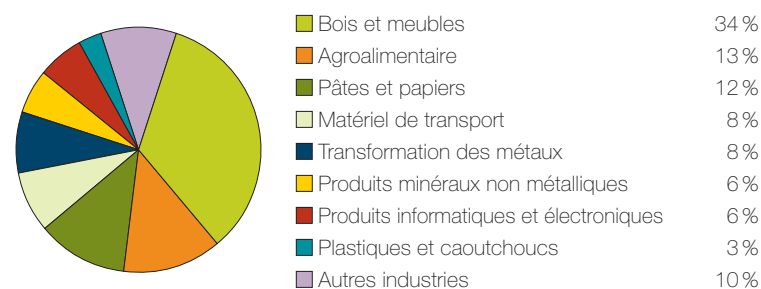 Bois et meubles 34 %
Agroalimentaire 13 %
Pâtes et papiers 12 %
Matériel de transport 8 %
Transformation des métaux 8 %
Produits minéraux non métalliques 6 %
Produits informatiques et électroniques 6 %
Plastiques et caoutchoucs 3 %
Autres industries 10 %